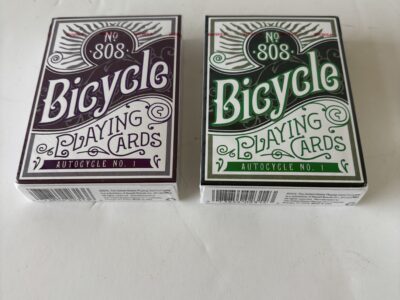 No
808
Bicycle
PLAYING
CARDS
AUTOCYCLE NO. 1
No
808
Bicycle
PLAYING
CARDS
AUTOCYCLE NO. 1